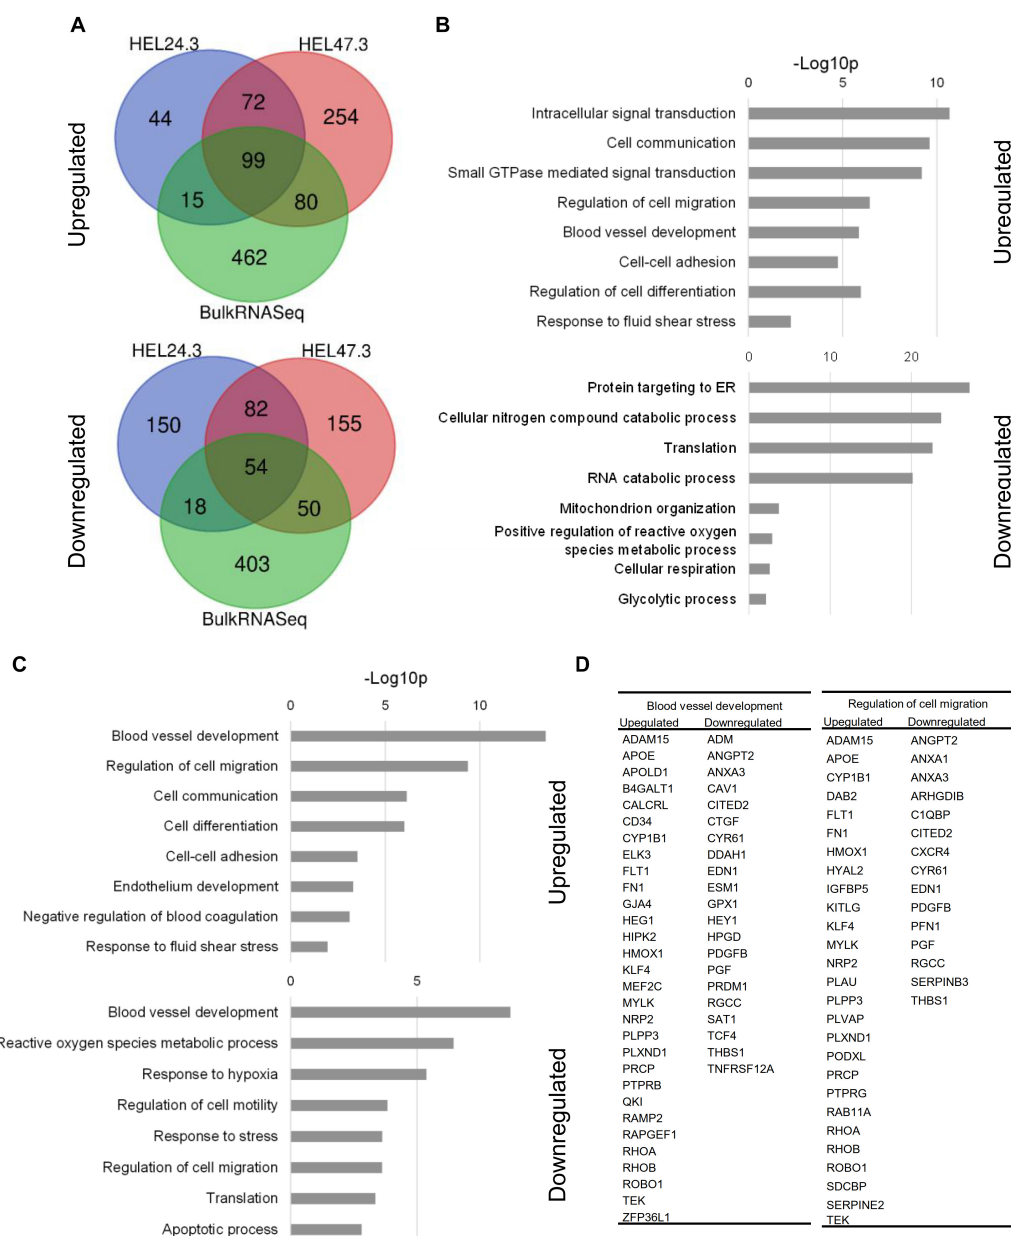 A
HEL24.3
HEL47.3
44
72
254
99
15
80
462
BulkRNASeq
Upregulated
HEL24.3
HEL47.3
150
82
155
54
18
50
403
BulkRNASeq
Downregulated
B
-Log10p
0 5 10
Intracellular signal transduction
Cell communication
Small GTPase mediated signal transduction
Regulation of cell migration
Blood vessel development
Cell-cell adhesion
Regulation of cell differentiation
Response to fluid shear stress
Upregulated
0 10 20
Protein targeting to ER
Cellular nitrogen compound catabolic process
Translation
RNA catabolic process
Mitochondrion organization
Positive regulation of reactive oxygen
species metabolic process
Cellular respiration
Glycolytic process
Downregulated
C
-Log10p
0 5 10
Blood vessel development
Regulation of cell migration
Cell communication
Cell differentiation
Cell-cell adhesion
Endothelium development
Negative regulation of blood coagulation
Response to fluid shear stress
Upregulated
0 5
Blood vessel development
Reactive oxygen species metabolic process
Response to hypoxia
Regulation of cell motility
Response to stress
Regulation of cell migration
Translation
Apoptotic process
Downregulated
D
Blood vessel development
Upegulated Downregulated
ADAM15 ADM
APOE ANGPT2
APOLD1 ANXA3
B4GALT1 CAV1
CALCRL CITED2
CD34 CTGF
CYP1B1 CYR61
ELK3 DDAH1
FLT1 EDN1
FN1 ESM1
GJA4 GPX1
HEG1 HEY1
HIPK2 HPGD
HMOX1 PDGFB
KLF4 PGF
MEF2C PRDM1
MYLK RGCC
NRP2 SAT1
PLPP3 TCF4
PLXND1 THBS1
PRCP TNFRSF12A
PTPRB
QKI
RAMP2
RAPGEF1
RHOA
RHOB
ROBO1
TEK
ZFP36L1
Regulation of cell migration
Upegulated Downregulated
ADAM15 ANGPT2
APOE ANXA1
CYP1B1 ANXA3
DAB2 ARHGDIB
FLT1 C1QBP
FN1 CITED2
HMOX1 CXCR4
HYAL2 CYR61
IGFBP5 EDN1
KITLG PDGFB
KLF4 PFN1
MYLK PGF
NRP2 RGCC
PLAU SERPINB3
PLPP3 THBS1
PLVAP
PLXND1
PODXL
PRCP
PTPRG
RAB11A
RHOA
RHOB
ROBO1
SDCBP
SERPINE2
TEK